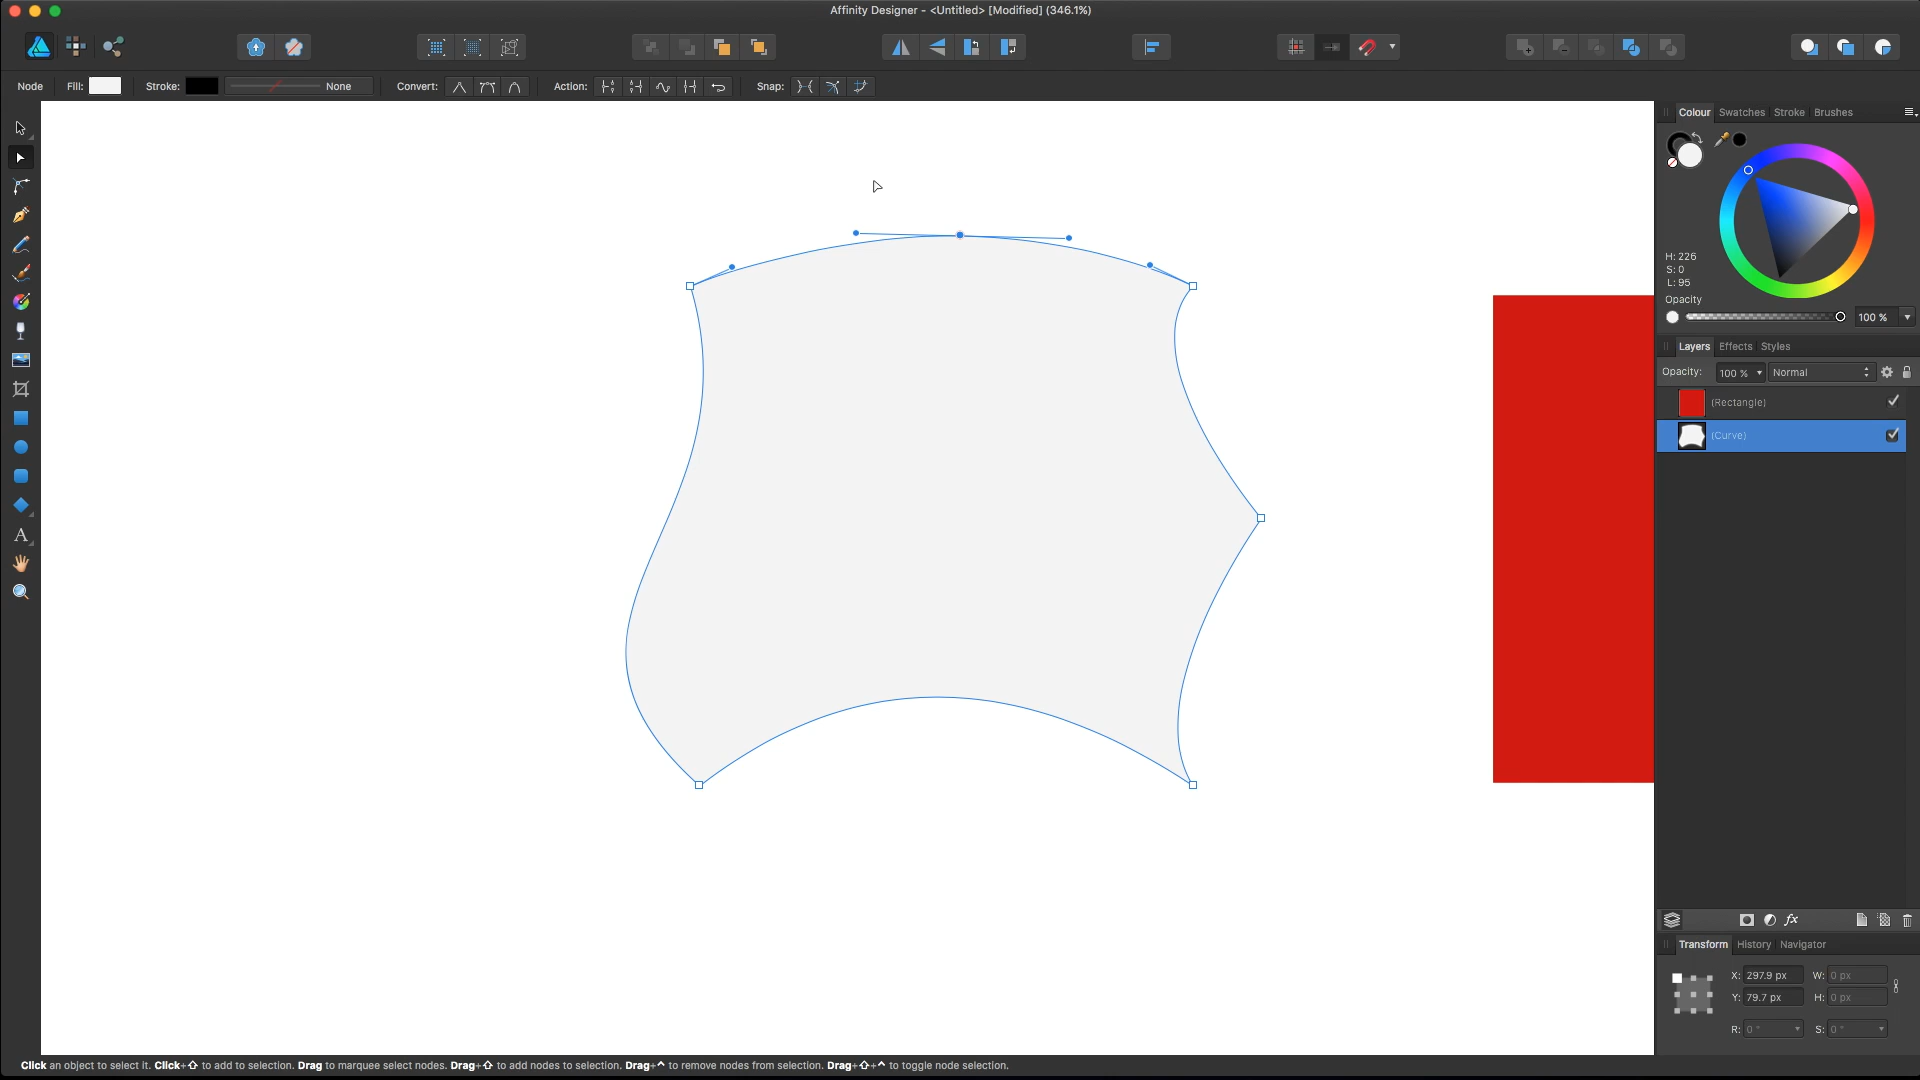 Affinity Designer - <Untitled> [Modified] (346.1%)
Node Fill: Stroke: None Convert: Action: Snap:
Colour Swatches Stroke Brushes
H: 226
S: 0
L: 95
Opacity
100 %
Layers Effects Styles
Opacity: 100 % Normal
(Rectangle)
(Curve)
fx
Transform History Navigator
X: 297.9 px W: 0 px
Y: 79.7 px H: 0 px
R: 0 ° S: 0 °
Click an object to select it. Click+⇧ to add to selection. Drag to marquee select nodes. Drag+⇧ to add nodes to selection. Drag+^ to remove nodes from selection. Drag+⇧+^ to toggle node selection.